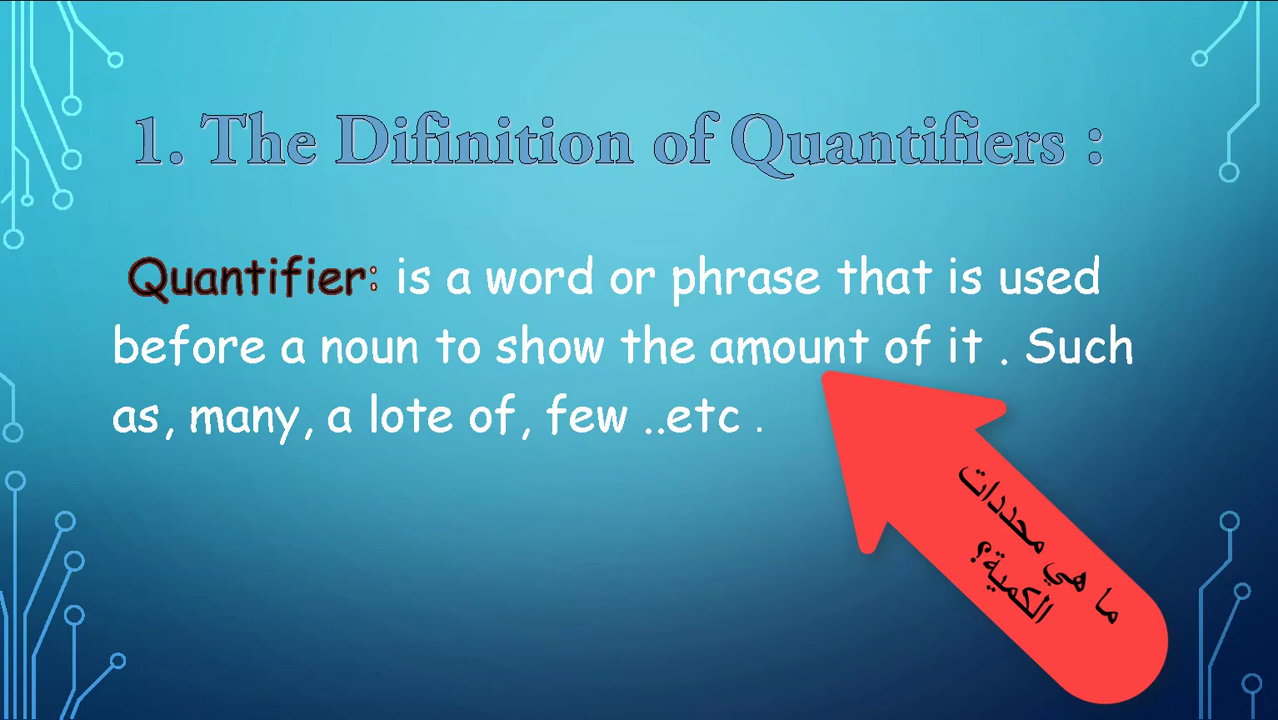 1. The Difinition of Quantifiers :
Quantifier: is a word or phrase that is used
before a noun to show the amount of it . Such
as, many, a lote of, few ..etc .
ما هي محددات
الكمية؟